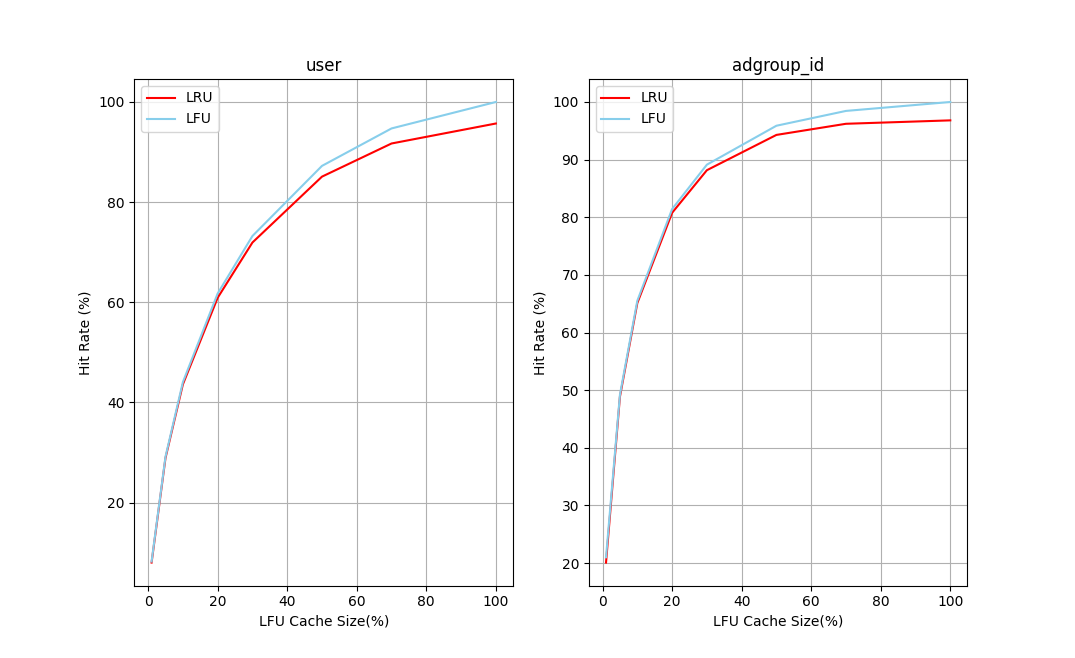 user
LRU
LFU
100
80
60
40
20
Hit Rate (%)
0 20 40 60 80 100
LFU Cache Size(%)
adgroup_id
LRU
LFU
100
90
80
70
60
50
40
30
20
Hit Rate (%)
0 20 40 60 80 100
LFU Cache Size(%)